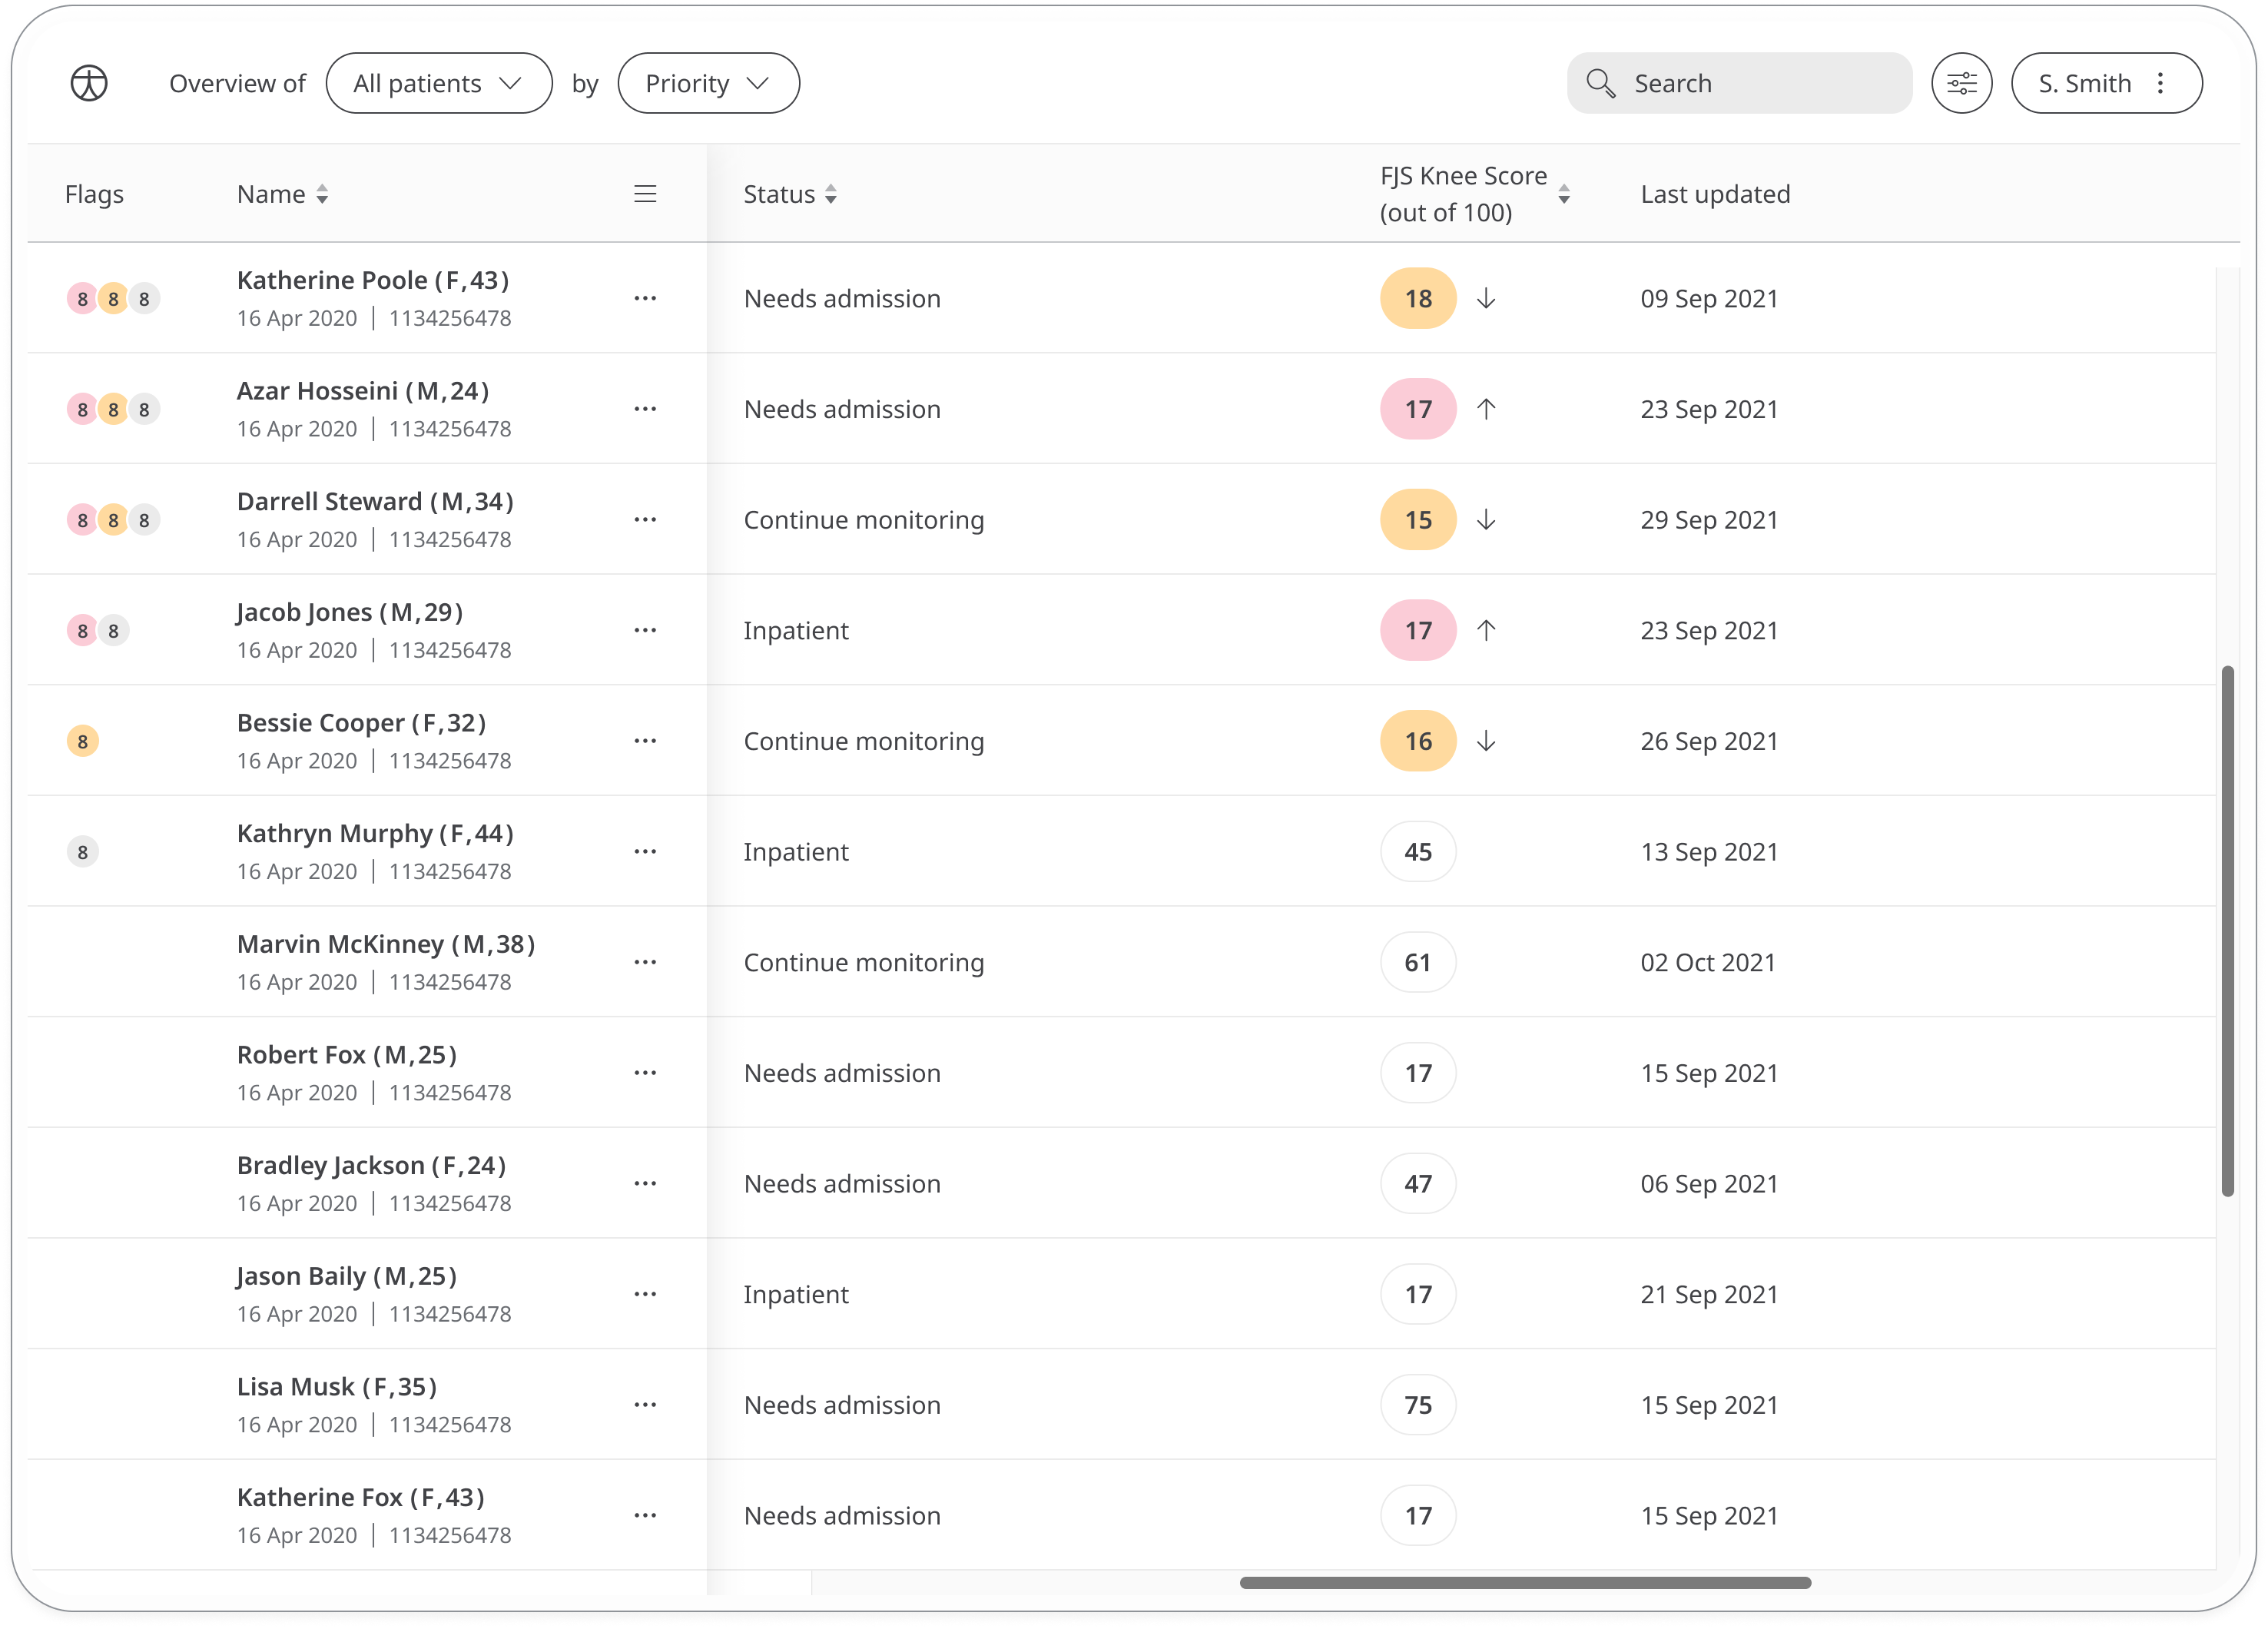 Overview of All patients by Priority Search S. Smith
Flags Name Status FJS Knee Score (out of 100) Last updated
8 8 8 Katherine Poole (F,43) Needs admission 18 09 Sep 2021
16 Apr 2020 | 1134256478
8 8 8 Azar Hosseini (M,24) Needs admission 17 23 Sep 2021
16 Apr 2020 | 1134256478
8 8 8 Darrell Steward (M,34) Continue monitoring 15 29 Sep 2021
16 Apr 2020 | 1134256478
8 8 Jacob Jones (M,29) Inpatient 17 23 Sep 2021
16 Apr 2020 | 1134256478
8 Bessie Cooper (F,32) Continue monitoring 16 26 Sep 2021
16 Apr 2020 | 1134256478
8 Kathryn Murphy (F,44) Inpatient 45 13 Sep 2021
16 Apr 2020 | 1134256478
Marvin McKinney (M,38) Continue monitoring 61 02 Oct 2021
16 Apr 2020 | 1134256478
Robert Fox (M,25) Needs admission 17 15 Sep 2021
16 Apr 2020 | 1134256478
Bradley Jackson (F,24) Needs admission 47 06 Sep 2021
16 Apr 2020 | 1134256478
Jason Baily (M,25) Inpatient 17 21 Sep 2021
16 Apr 2020 | 1134256478
Lisa Musk (F,35) Needs admission 75 15 Sep 2021
16 Apr 2020 | 1134256478
Katherine Fox (F,43) Needs admission 17 15 Sep 2021
16 Apr 2020 | 1134256478